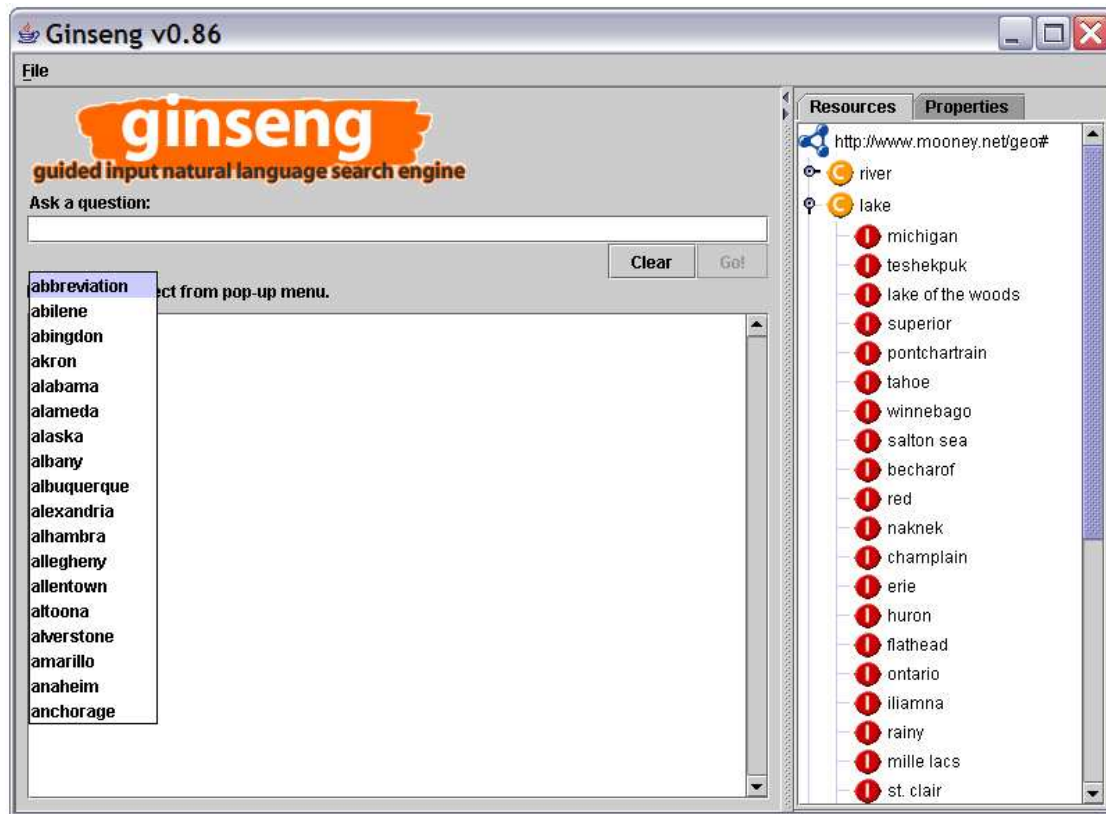 Ginseng v0.86
File
ginseng
guided input natural language search engine
Ask a question:
Clear
Go!
from pop-up menu.
abbreviation
abilene
abingdon
akron
alabama
alameda
alaska
albany
albuquerque
alexandria
alhambra
allegheny
allentown
altoona
alverstone
amarillo
anaheim
anchorage
Resources
Properties
http://www.mooney.net/geo#
C river
C lake
I michigan
I teshekpuk
I lake of the woods
I superior
I pontchartrain
I tahoe
I winnebago
I salton sea
I becharof
I red
I naknek
I champlain
I erie
I huron
I flathead
I ontario
I iliamna
I rainy
I mille lacs
I st. clair